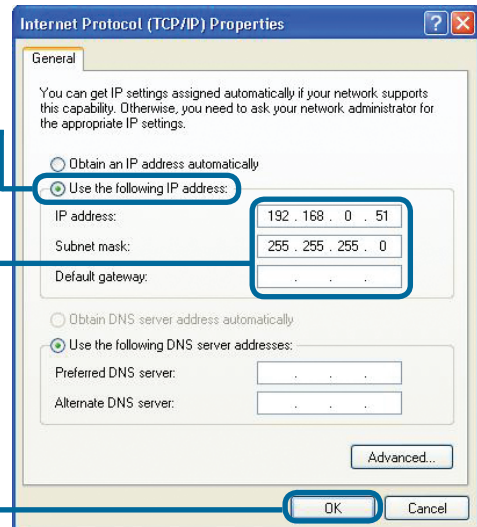 Internet Protocol (TCP/IP) Properties
General
You can get IP settings assigned automatically if your network supports
this capability. Otherwise, you need to ask your network administrator for
the appropriate IP settings.
Obtain an IP address automatically
Use the following IP address:
IP address: 192 . 168 . 0 . 51
Subnet mask: 255 . 255 . 255 . 0
Default gateway: . . .
Obtain DNS server address automatically
Use the following DNS server addresses:
Preferred DNS server: . . .
Alternate DNS server: . . .
Advanced...
OK Cancel